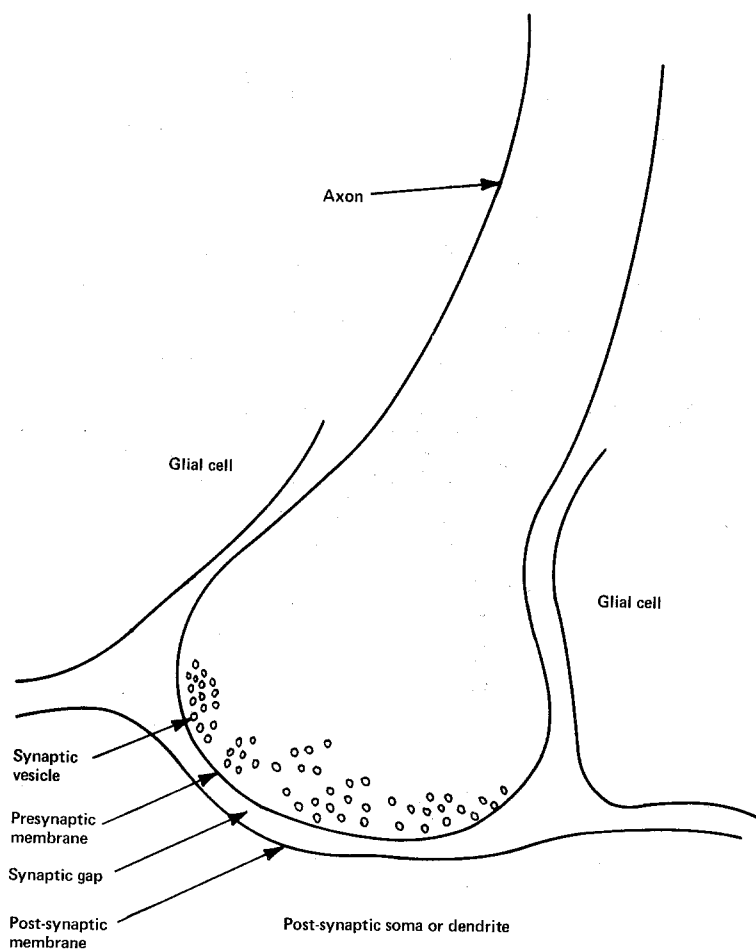 Axon
Glial cell
Glial cell
Synaptic
vesicle
Presynaptic
membrane
Synaptic gap
Post-synaptic
membrane
Post-synaptic soma or dendrite